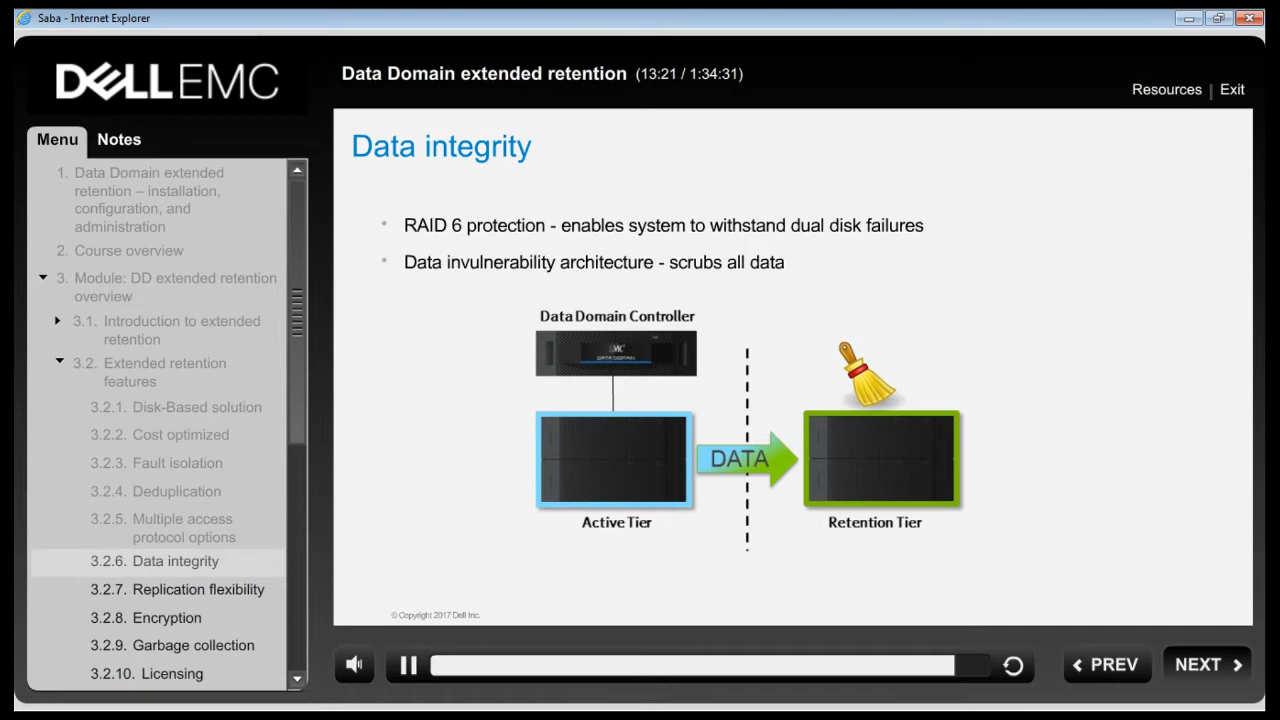 Saba - Internet Explorer
DELLEMC
Data Domain extended retention (13:21 / 1:34:31)
Resources | Exit
Menu Notes
1. Data Domain extended
retention – installation,
configuration, and
administration
2. Course overview
3. Module: DD extended retention
overview
3.1. Introduction to extended
retention
3.2. Extended retention
features
3.2.1. Disk-Based solution
3.2.2. Cost optimized
3.2.3. Fault isolation
3.2.4. Deduplication
3.2.5. Multiple access
protocol options
3.2.6. Data integrity
3.2.7. Replication flexibility
3.2.8. Encryption
3.2.9. Garbage collection
3.2.10. Licensing
Data integrity
• RAID 6 protection - enables system to withstand dual disk failures
• Data invulnerability architecture - scrubs all data
Data Domain Controller
EMC
DATA DOMAIN
DATA
Active Tier
Retention Tier
© Copyright 2017 Dell Inc.
PREV
NEXT